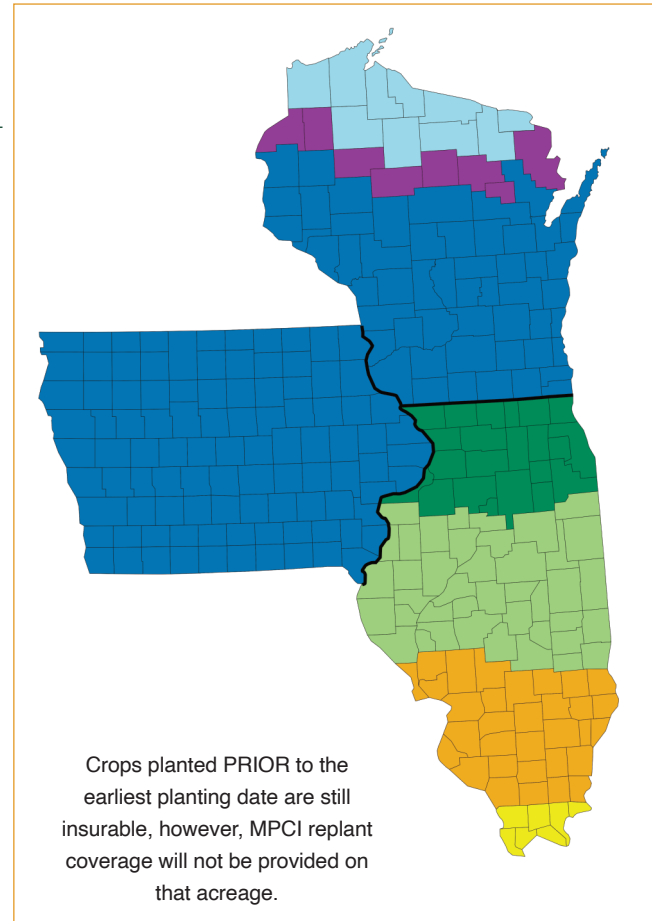 Crops planted PRIOR to the
earliest planting date are still
insurable, however, MPCI replant
coverage will not be provided on
that acreage.